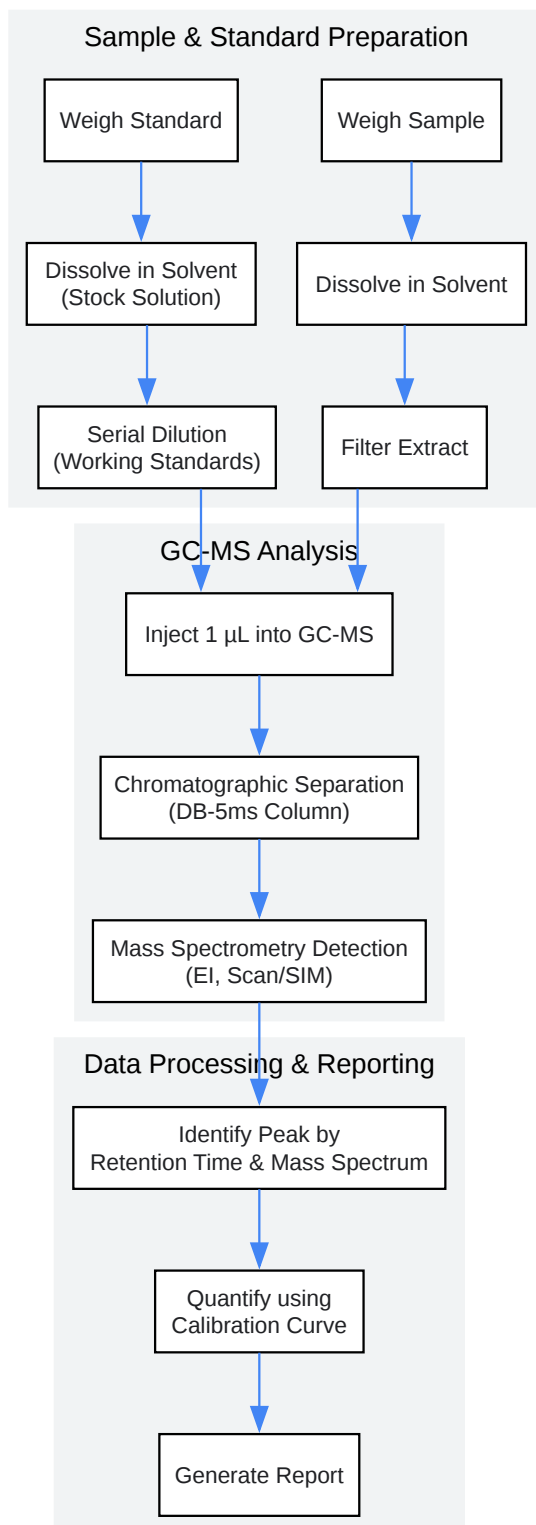 Sample & Standard Preparation
Weigh Standard
Weigh Sample
Dissolve in Solvent
(Stock Solution)
Dissolve in Solvent
Serial Dilution
(Working Standards)
Filter Extract
GC-MS Analysis
Inject 1 µL into GC-MS
Chromatographic Separation
(DB-5ms Column)
Mass Spectrometry Detection
(EI, Scan/SIM)
Data Processing & Reporting
Identify Peak by
Retention Time & Mass Spectrum
Quantify using
Calibration Curve
Generate Report